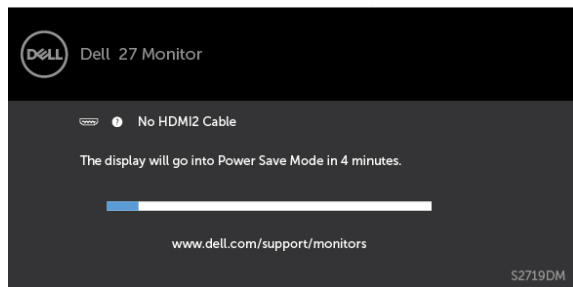 DELL
Dell 27 Monitor
? No HDMI2 Cable
The display will go into Power Save Mode in 4 minutes.
www.dell.com/support/monitors
S2719DM